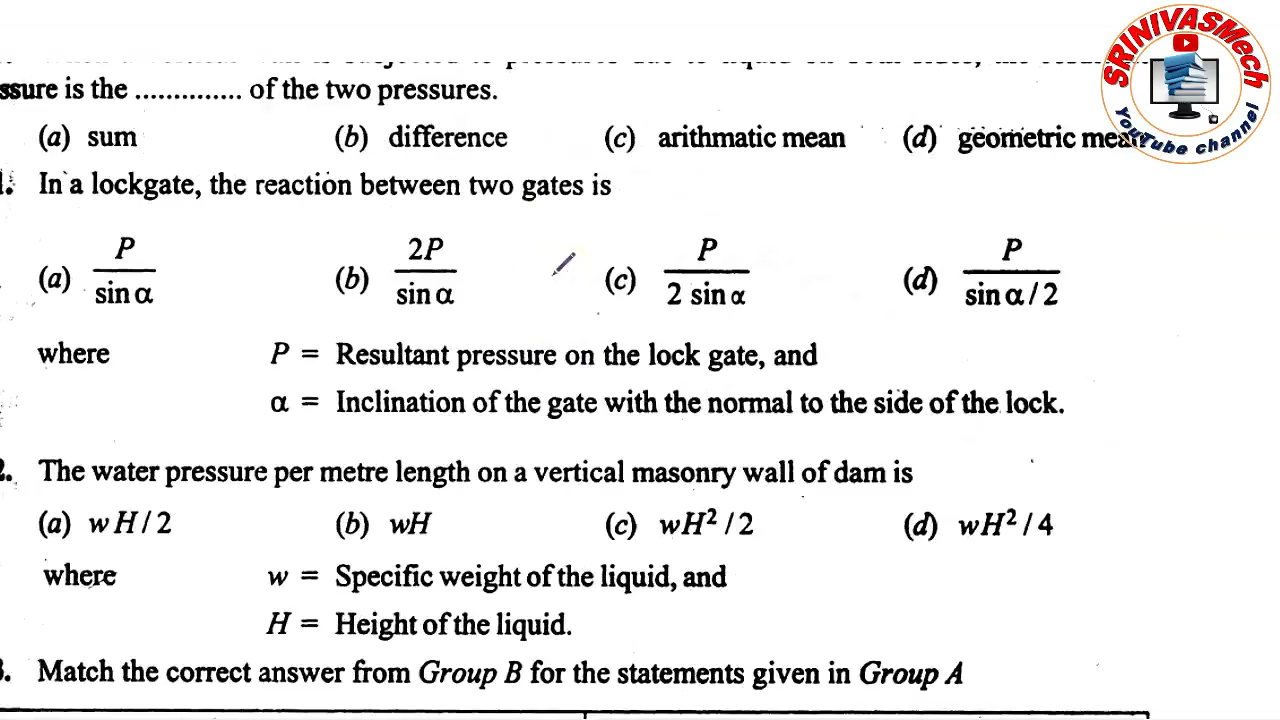 ssure is the .............. of the two pressures.
(a) sum (b) difference (c) arithmatic mean (d) geometric mea
In a lockgate, the reaction between two gates is
(a) P / sin α (b) 2P / sin α (c) P / 2 sin α (d) P / sin α / 2
where P = Resultant pressure on the lock gate, and
α = Inclination of the gate with the normal to the side of the lock.
2. The water pressure per metre length on a vertical masonry wall of dam is
(a) w H / 2 (b) wH (c) wH² / 2 (d) wH² / 4
where w = Specific weight of the liquid, and
H = Height of the liquid.
3. Match the correct answer from Group B for the statements given in Group A
SRINIVASMech
YouTube channel